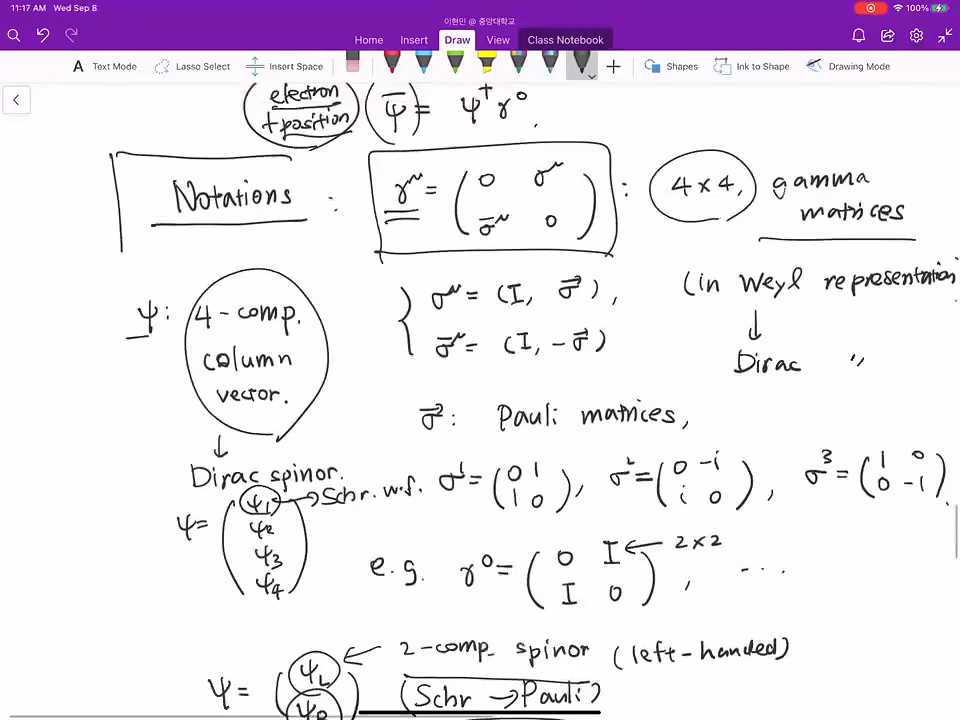 11:17 AM Wed Sep 8
100%
이현민 @ 중앙대학교
Home Insert Draw View Class Notebook
Text Mode Lasso Select Insert Space Shapes Ink to Shape Drawing Mode
electron
+ position
ψ̄ = ψ†γ⁰.
Notations : γ^μ = ( 0 σ^μ
σ̄^μ 0 ) : 4×4, gamma
matrices
(in Weyl representation
↓
Dirac 〃
ψ: 4-comp.
column
vector.
↓
Dirac spinor.
{ σ^μ = (I, σ⃗),
σ̄^μ = (I, -σ⃗)
σ⃗: Pauli matrices,
σ¹ = ( 0 1
1 0 ), σ² = ( 0 -i
i 0 ), σ³ = ( 1 0
0 -1 ).
ψ = ( ψ1 → Schr. w.f.
ψ2
ψ3
ψ4 )
e.g. γ⁰ = ( 0 I ← 2×2
I 0 ), ...
ψ = ( ψL ← 2-comp. spinor (left-handed)
ψR ) (Schr → Pauli)